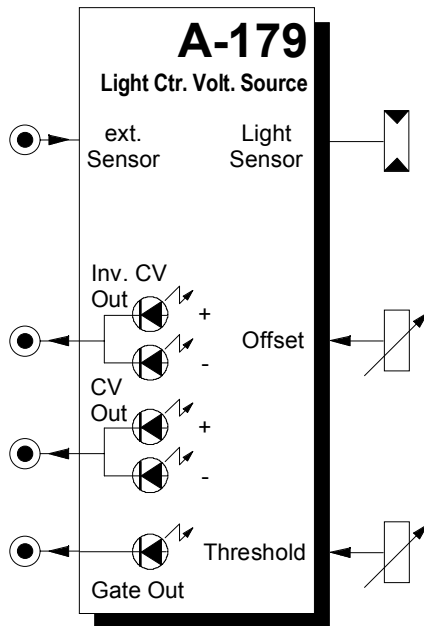 A-179
Light Ctr. Volt. Source
ext.
Sensor
Light
Sensor
Inv. CV
Out
+
-
Offset
CV
Out
+
-
Threshold
Gate Out